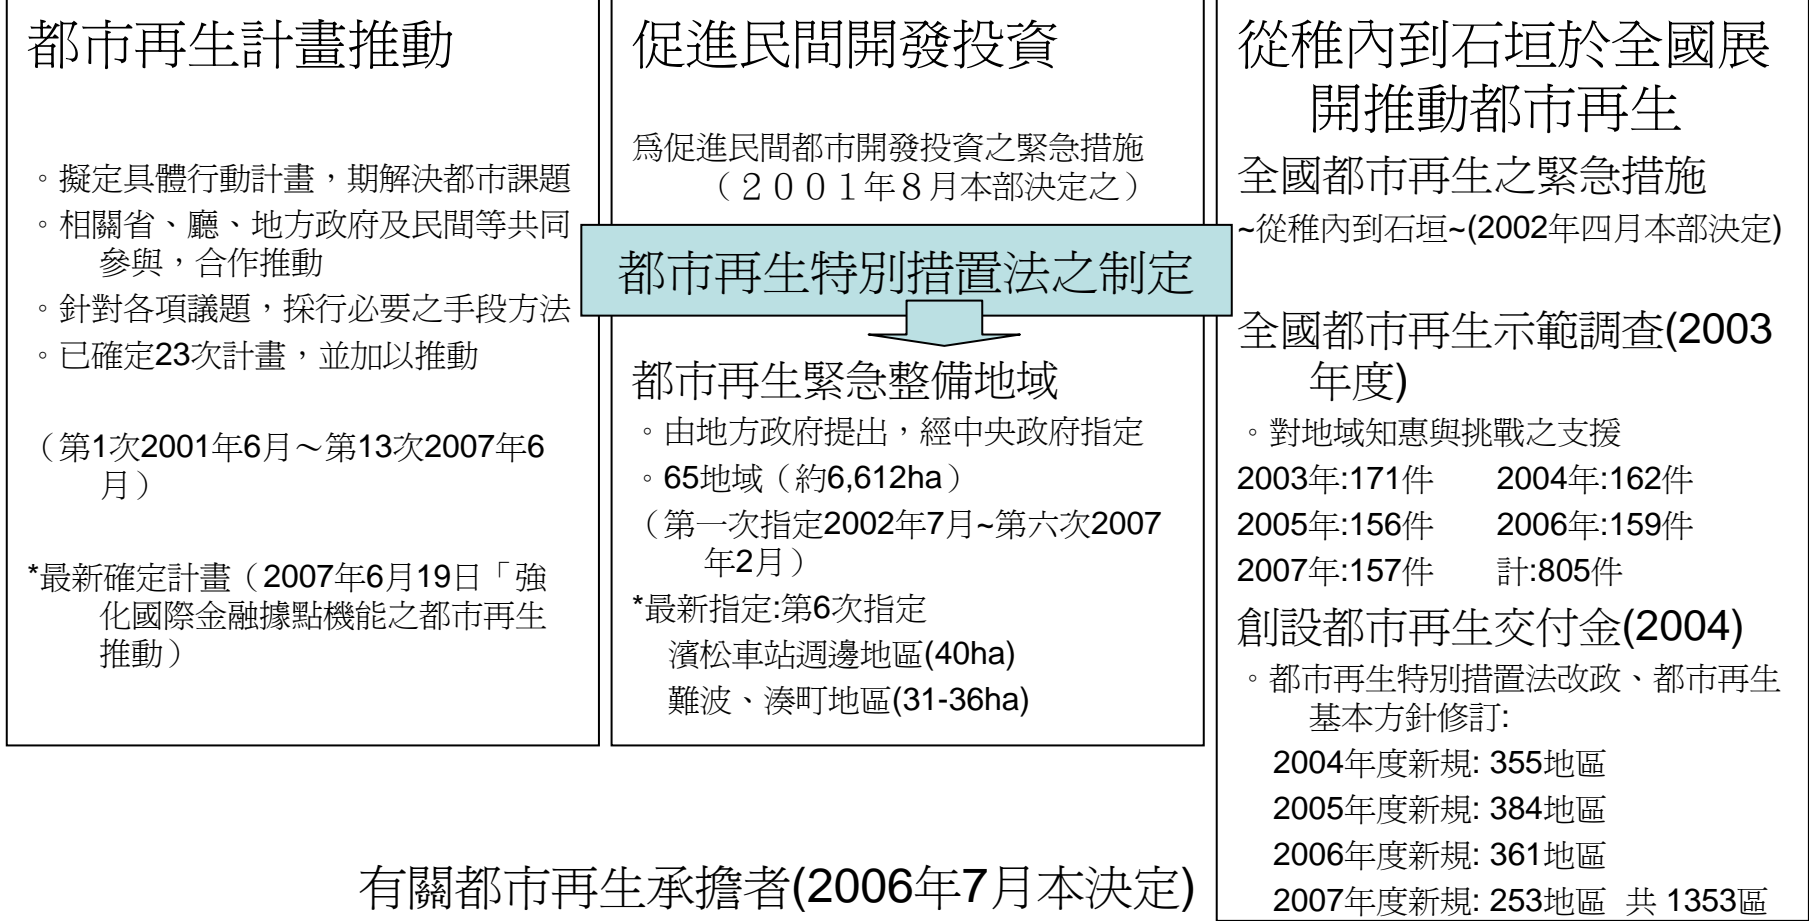 都市再生計畫推動
。擬定具體行動計畫，期解決都市課題
。相關省、廳、地方政府及民間等共同
參與，合作推動
。針對各項議題，採行必要之手段方法
。已確定23次計畫，並加以推動
（第1次2001年6月～第13次2007年6
月）
*最新確定計畫（2007年6月19日「強
化國際金融據點機能之都市再生
推動）
促進民間開發投資
爲促進民間都市開發投資之緊急措施
（２００１年８月本部決定之）
都市再生特別措置法之制定
都市再生緊急整備地域
。由地方政府提出，經中央政府指定
。65地域（約6,612ha）
（第一次指定2002年7月~第六次2007
年2月）
*最新指定:第6次指定
濱松車站週邊地區(40ha)
難波、湊町地區(31-36ha)
從稚內到石垣於全國展
開推動都市再生
全國都市再生之緊急措施
~從稚內到石垣~(2002年四月本部決定)
全國都市再生示範調查(2003
年度)
。對地域知惠與挑戰之支援
2003年:171件 2004年:162件
2005年:156件 2006年:159件
2007年:157件 計:805件
創設都市再生交付金(2004)
。都市再生特別措置法改政、都市再生
基本方針修訂:
2004年度新規: 355地區
2005年度新規: 384地區
2006年度新規: 361地區
2007年度新規: 253地區 共 1353區
有關都市再生承擔者(2006年7月本決定)